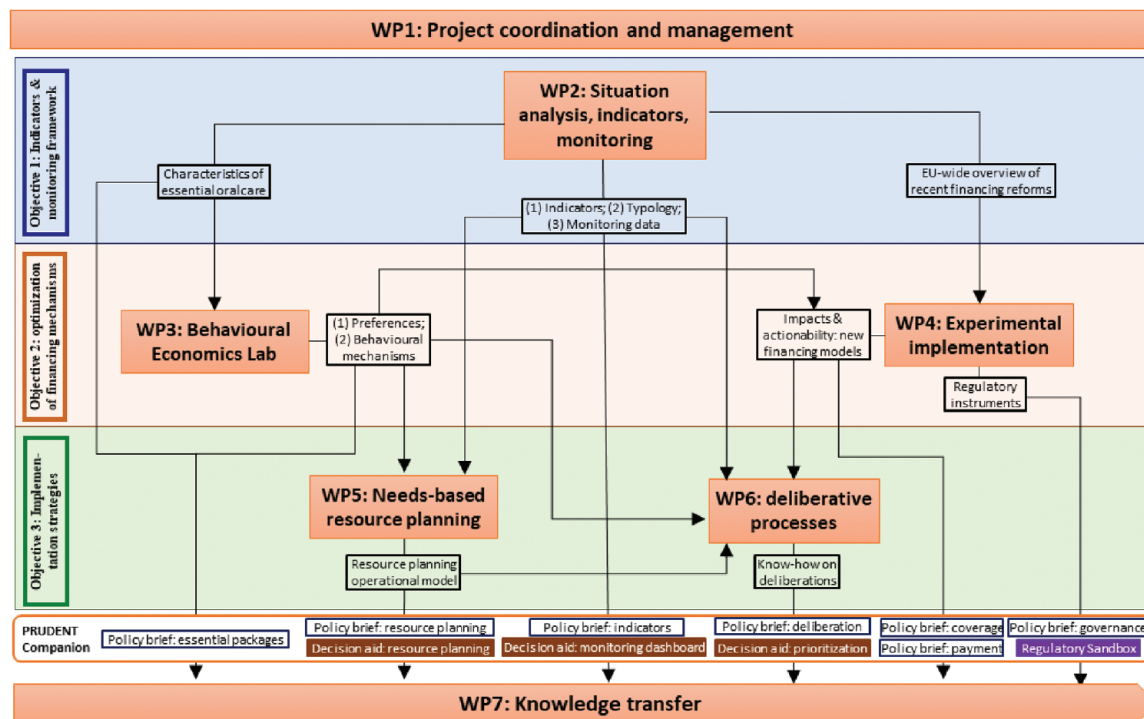 WP1: Project coordination and management
Objective 1: Indicators &
monitoring framework
WP2: Situation
analysis, indicators,
monitoring
Characteristics of
essential oralcare
EU-wide overview of
recent financing reforms
(1) Indicators; (2) Typology;
(3) Monitoring data
Objective 2: optimization
of financing mechanisms
WP3: Behavioural
Economics Lab
(1) Preferences;
(2) Behavioural
mechanisms
Impacts &
actionability: new
financing models
WP4: Experimental
implementation
Regulatory
instruments
Objective 3: Implemen-
tation strategies
WP5: Needs-based
resource planning
WP6: deliberative
processes
Resource planning
operational model
Know-how on
deliberations
PRUDENT
Companion
Policy brief: essential packages
Policy brief: resource planning
Decision aid: resource planning
Policy brief: indicators
Decision aid: monitoring dashboard
Policy brief: deliberation
Decision aid: prioritization
Policy brief: coverage
Policy brief: payment
Policy brief: governance
Regulatory Sandbox
WP7: Knowledge transfer